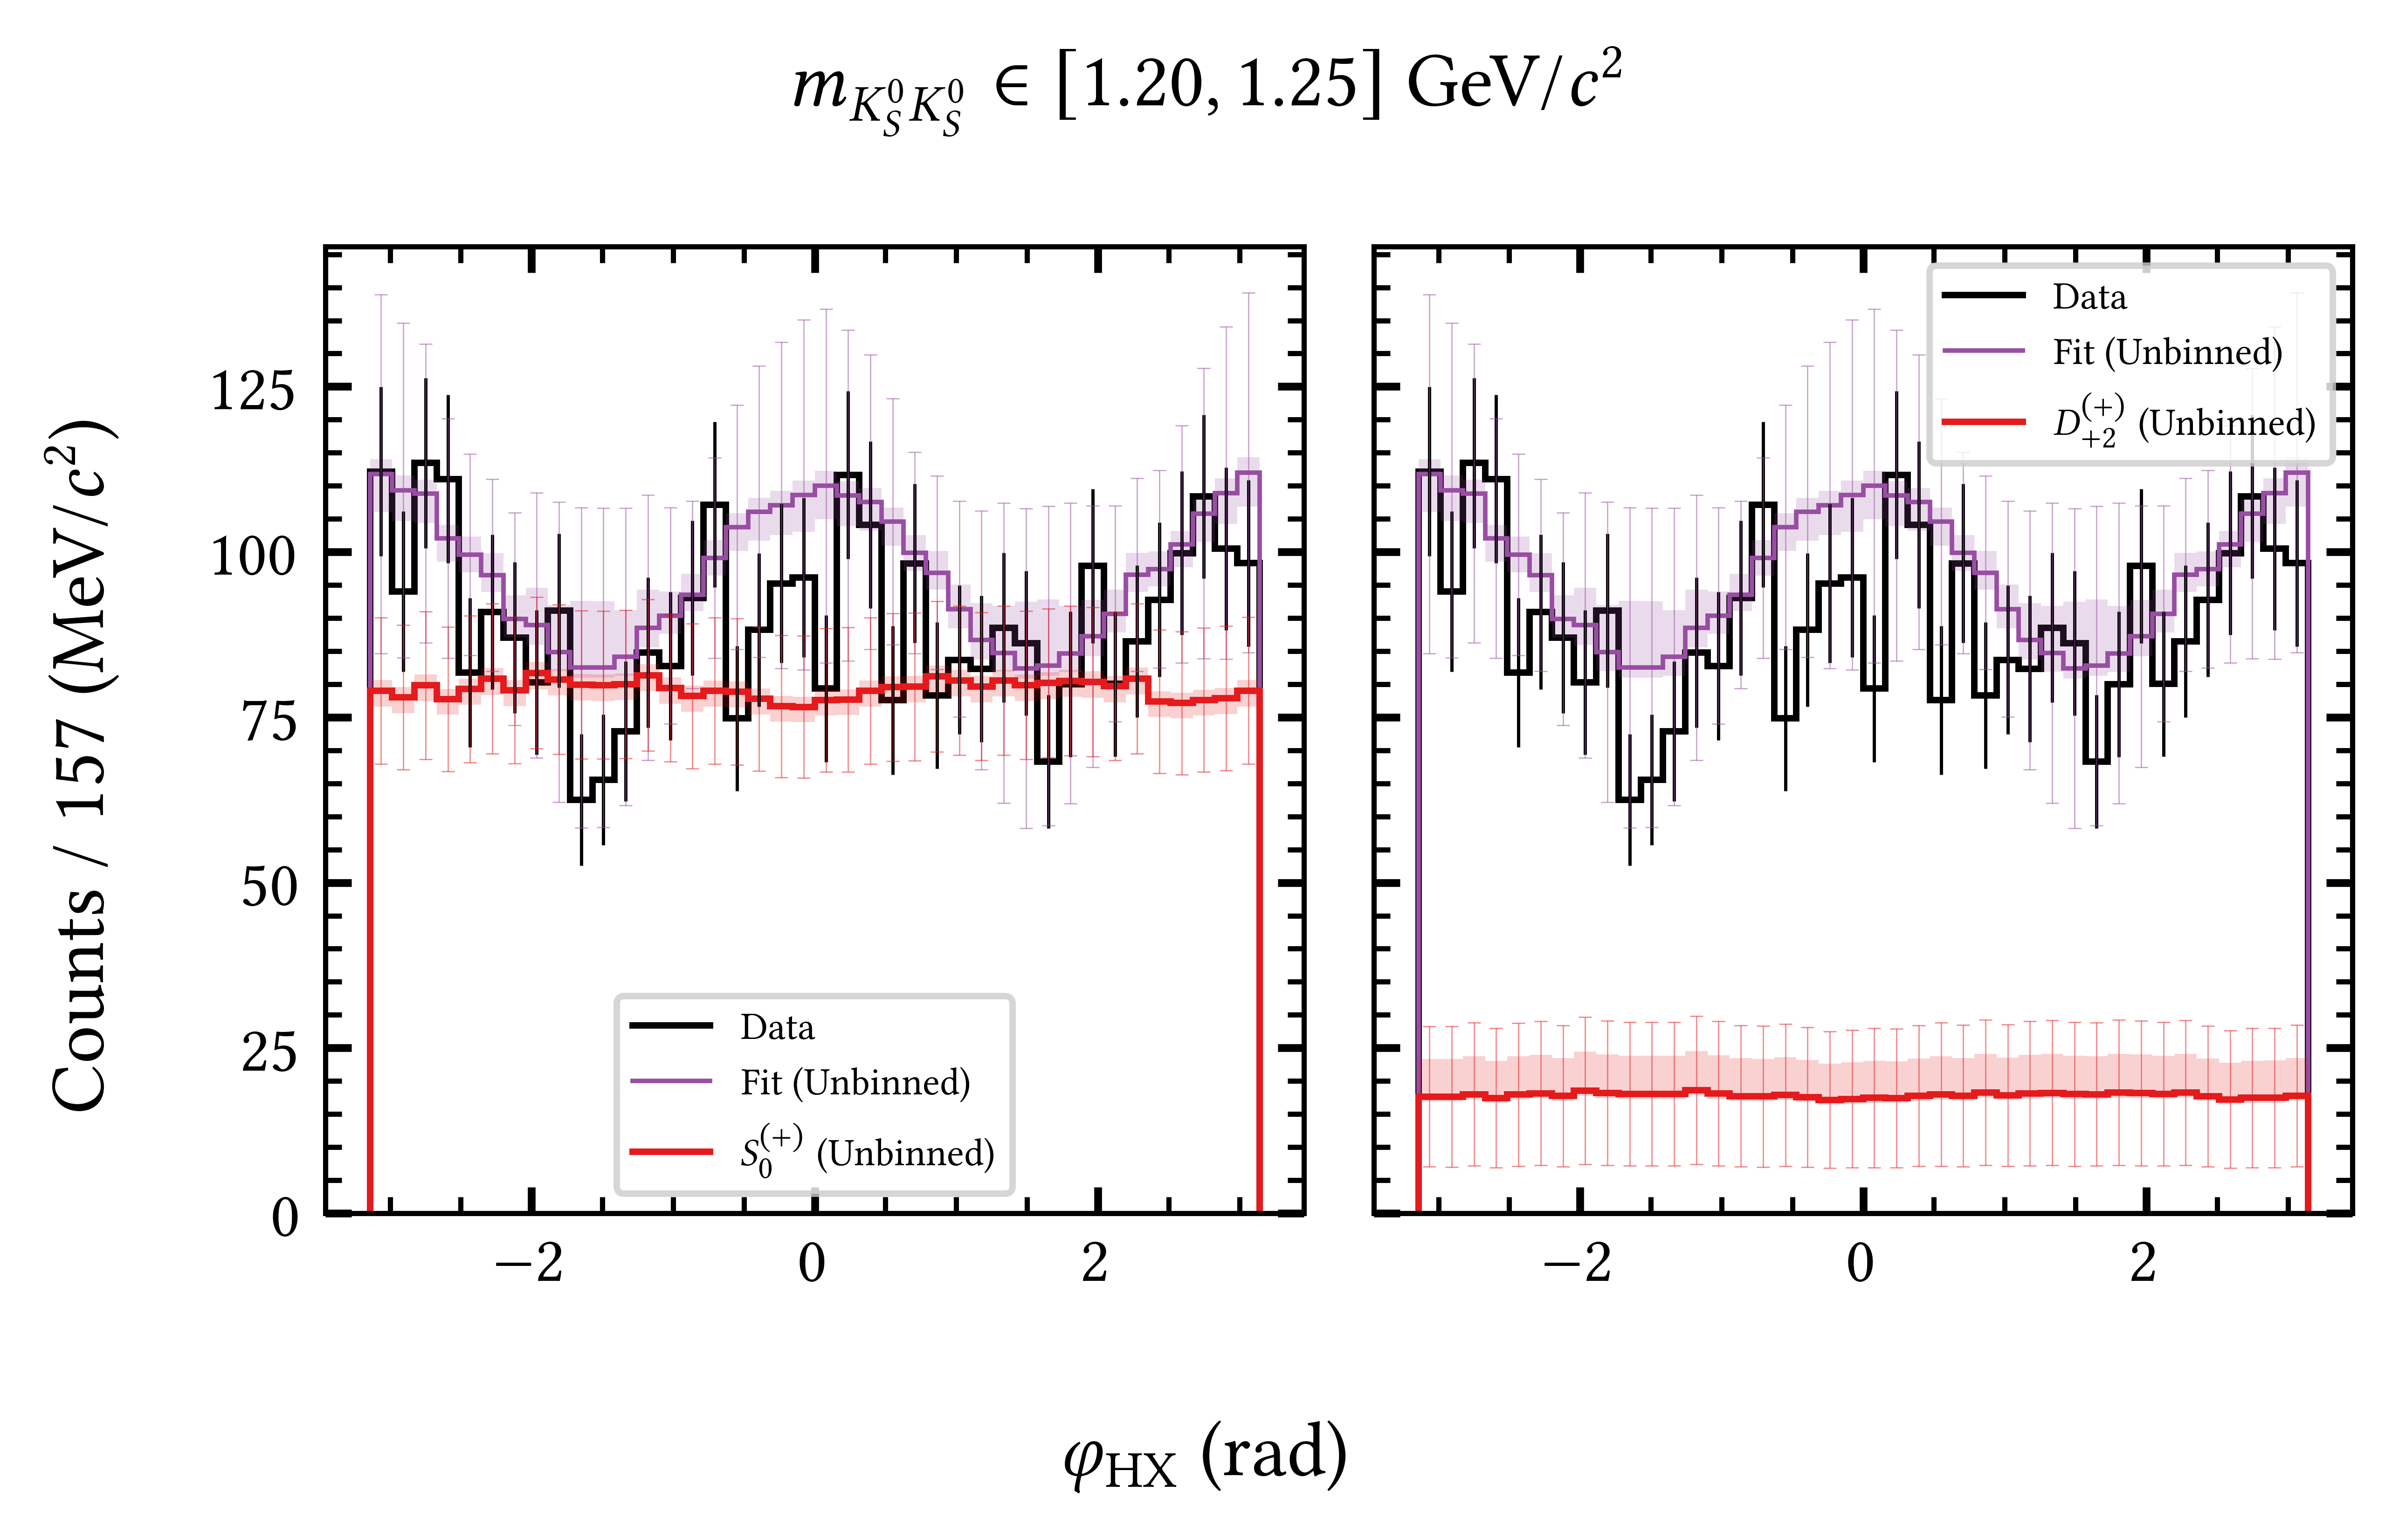 m_{K_S^0 K_S^0} ∈ [1.20, 1.25] GeV/c²
Counts / 157 (MeV/c²)
125
100
75
50
25
0
Data
Fit (Unbinned)
S_0^{(+)} (Unbinned)
−2 0 2
Data
Fit (Unbinned)
D_{+2}^{(+)} (Unbinned)
−2 0 2
φ_{HX} (rad)